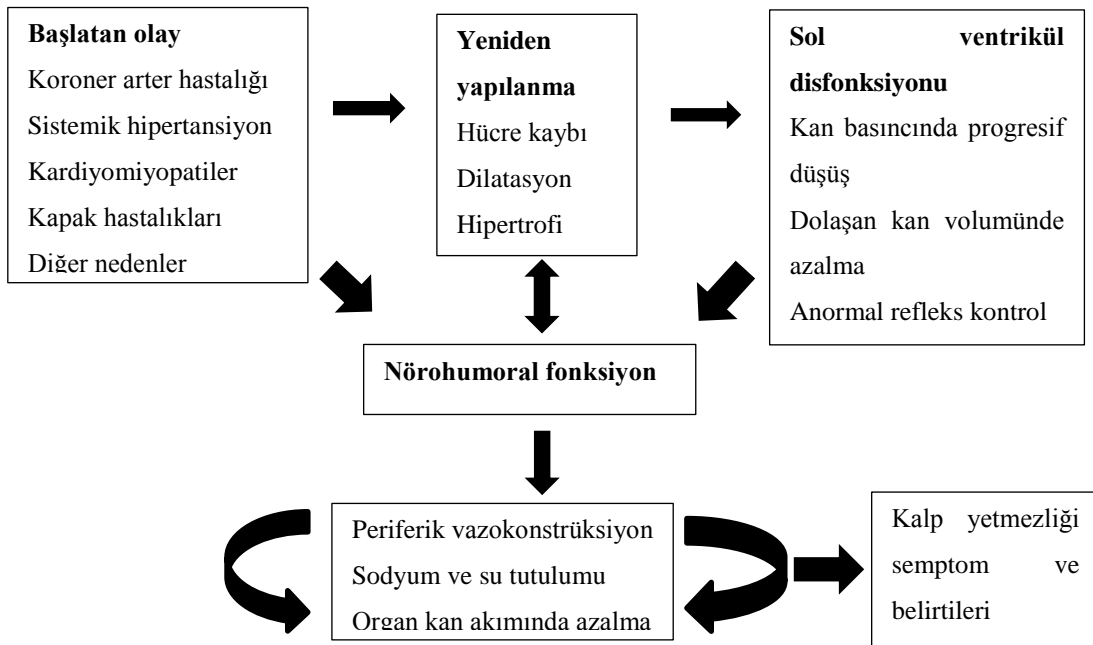 Başlatan olay
Koroner arter hastalığı
Sistemik hipertansiyon
Kardiyomiyopatiler
Kapak hastalıkları
Diğer nedenler
Yeniden
yapılanma
Hücre kaybı
Dilatasyon
Hipertrofi
Sol ventrikül
disfonksiyonu
Kan basıncında progresif
düşüş
Dolaşan kan volumünde
azalma
Anormal refleks kontrol
Nörohumoral fonksiyon
Periferik vazokonstrüksiyon
Sodyum ve su tutulumu
Organ kan akımında azalma
Kalp yetmezliği
semptom ve
belirtileri